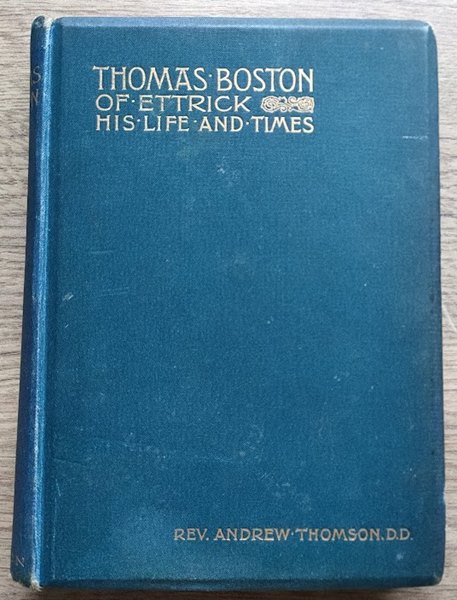 THOMAS·BOSTON
OF·ETTRICK
HIS·LIFE·AND·TIMES
REV. ANDREW·THOMSON, D.D.